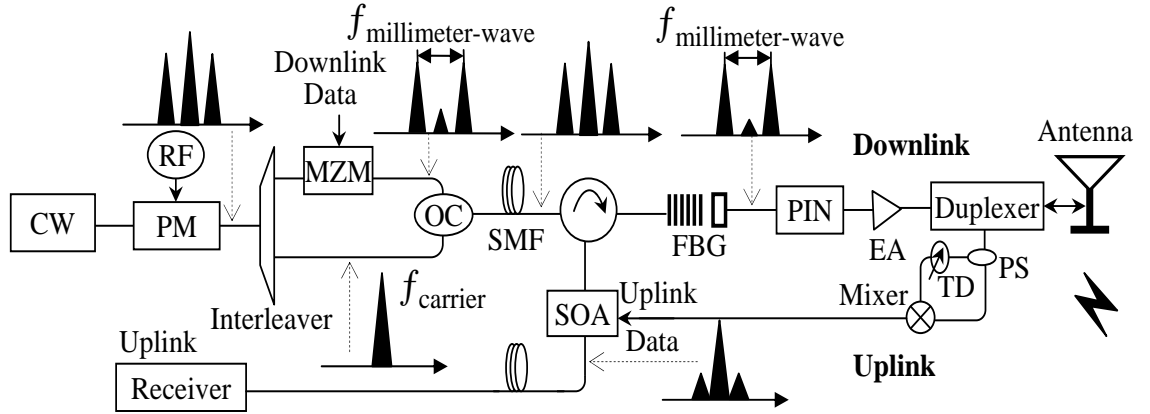 f millimeter-wave
f millimeter-wave
Downlink
Data
RF
MZM
Downlink
Antenna
CW
PM
OC
SMF
FBG
PIN
EA
Duplexer
PS
TD
Mixer
Interleaver
f carrier
SOA
Uplink
Data
Uplink
Uplink
Receiver